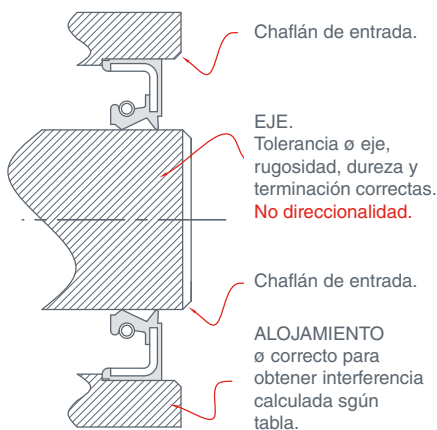 Chaflán de entrada.
EJE.
Tolerancia ø eje,
rugosidad, dureza y
terminación correctas.
No direccionalidad.
Chaflán de entrada.
ALOJAMIENTO
ø correcto para
obtener interferencia
calculada sgún
tabla.